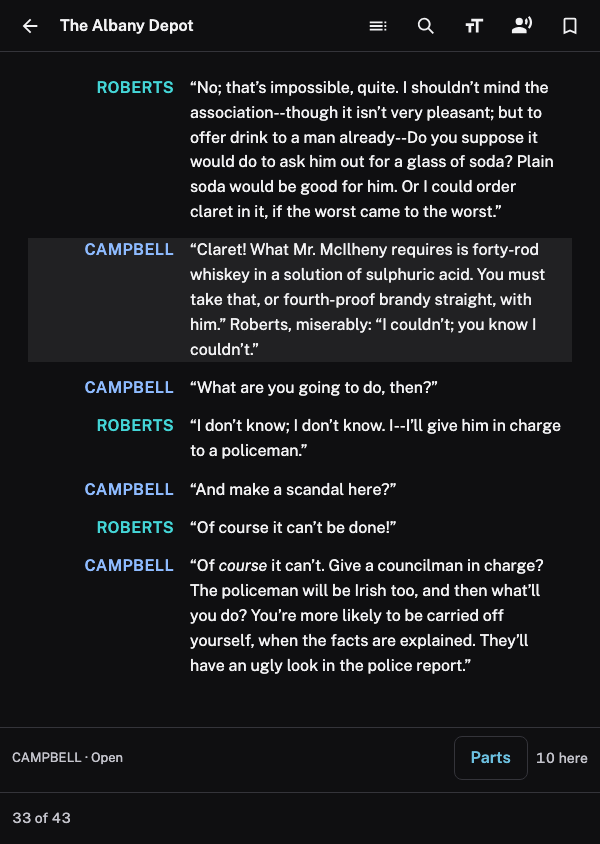 The Albany Depot
ROBERTS “No; that’s impossible, quite. I shouldn’t mind the
association--though it isn’t very pleasant; but to
offer drink to a man already--Do you suppose it
would do to ask him out for a glass of soda? Plain
soda would be good for him. Or I could order
claret in it, if the worst came to the worst.”
CAMPBELL “Claret! What Mr. McIlheny requires is forty-rod
whiskey in a solution of sulphuric acid. You must
take that, or fourth-proof brandy straight, with
him.” Roberts, miserably: “I couldn’t; you know I
couldn’t.”
CAMPBELL “What are you going to do, then?”
ROBERTS “I don’t know; I don’t know. I--I’ll give him in charge
to a policeman.”
CAMPBELL “And make a scandal here?”
ROBERTS “Of course it can’t be done!”
CAMPBELL “Of course it can’t. Give a councilman in charge?
The policeman will be Irish too, and then what’ll
you do? You’re more likely to be carried off
yourself, when the facts are explained. They’ll
have an ugly look in the police report.”
CAMPBELL · Open Parts 10 here
33 of 43